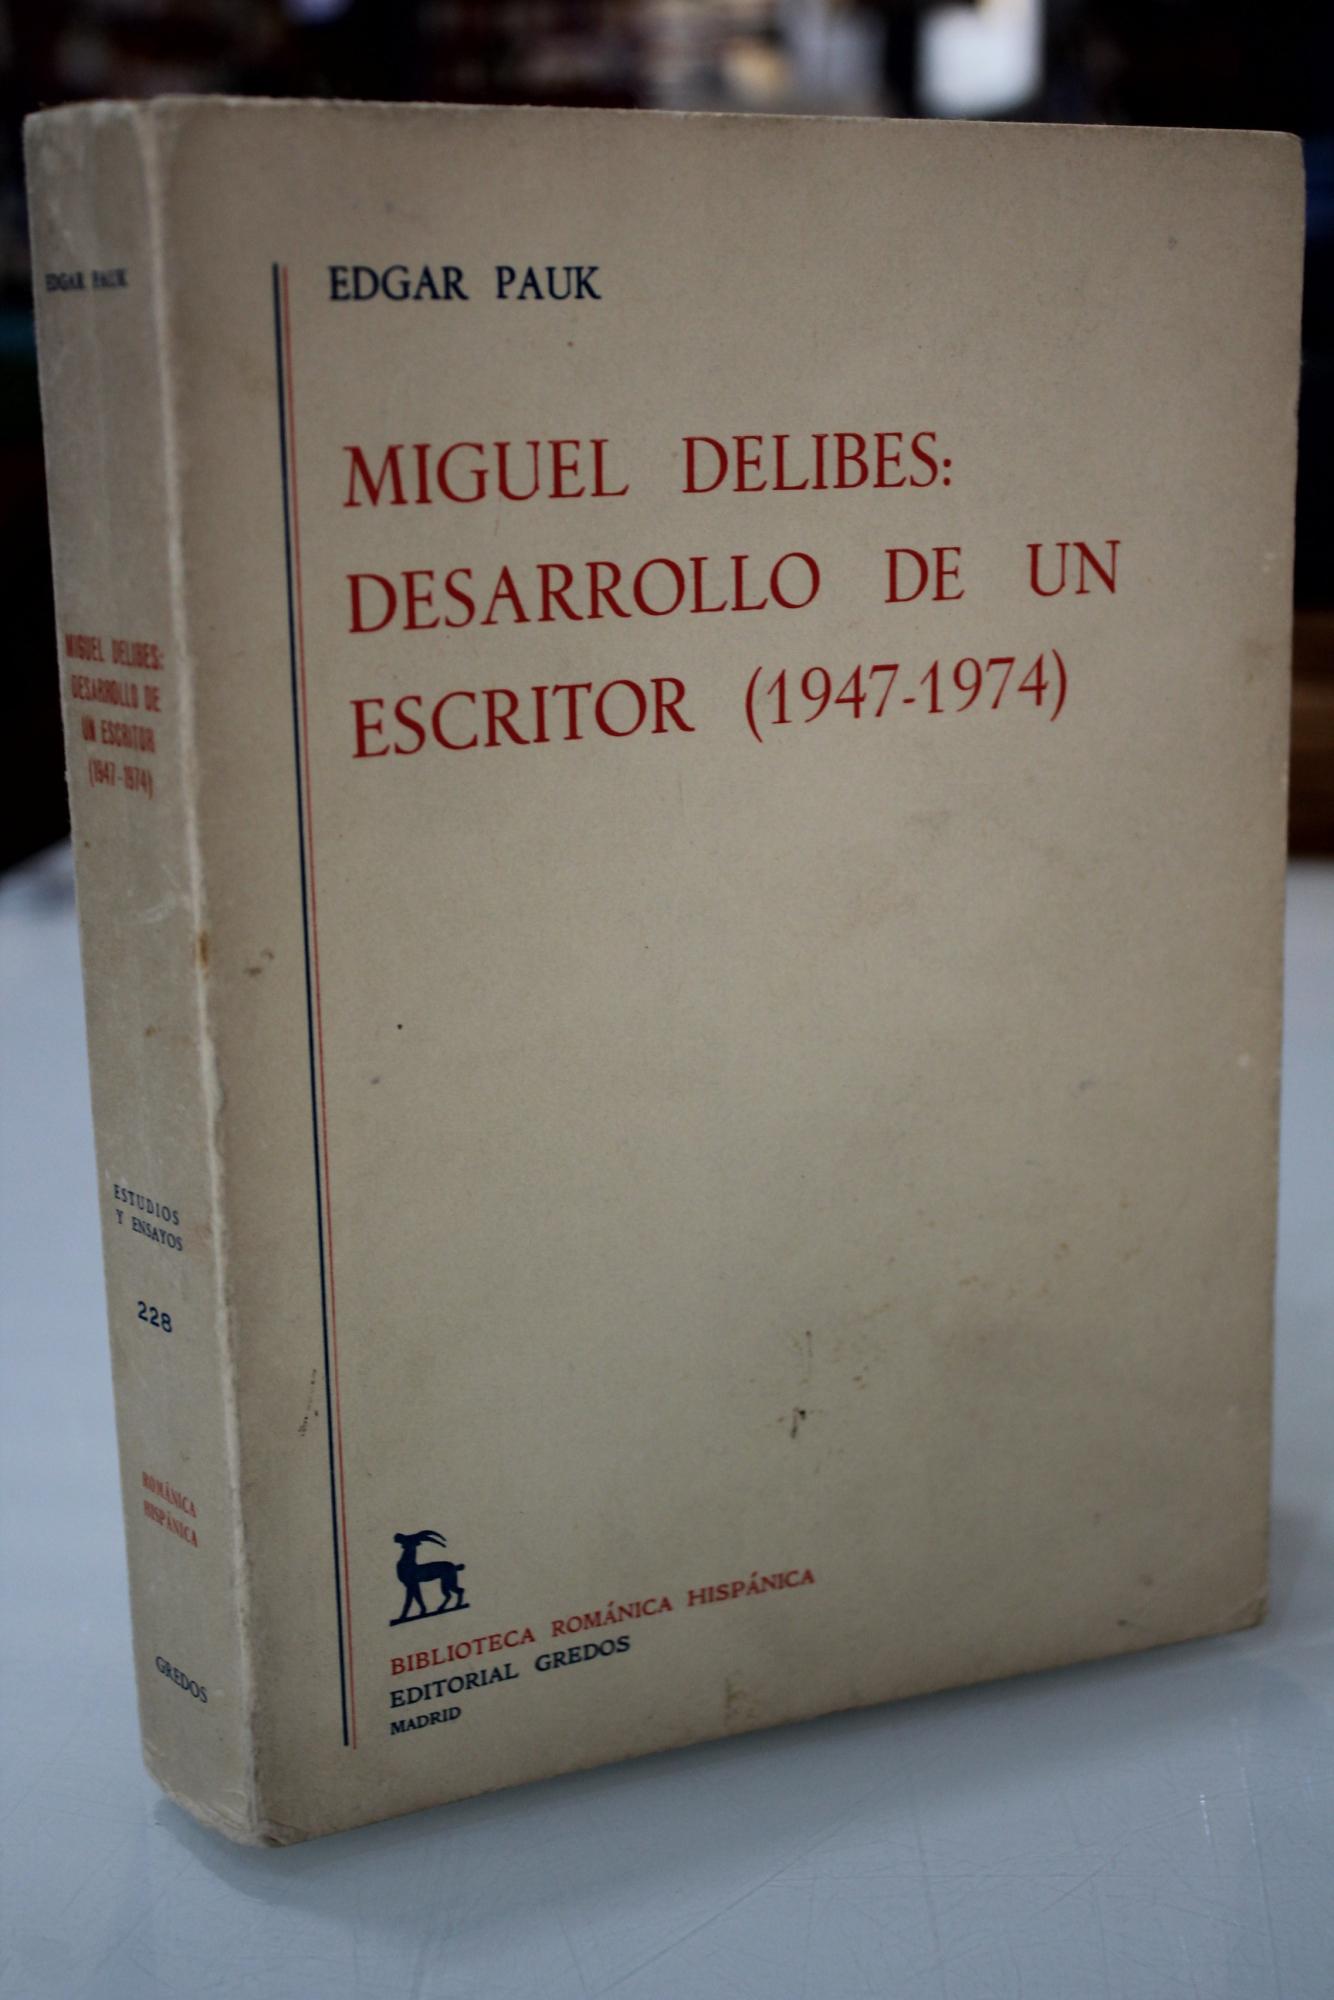 EDGAR PAUK
MIGUEL DELIBES:
DESARROLLO DE
UN ESCRITOR
(1947-1974)
ESTUDIOS
Y ENSAYOS
228
ROMÁNICA
HISPÁNICA
GREDOS
EDGAR PAUK
MIGUEL DELIBES:
DESARROLLO DE UN
ESCRITOR (1947-1974)
BIBLIOTECA ROMÁNICA HISPÁNICA
EDITORIAL GREDOS
MADRID